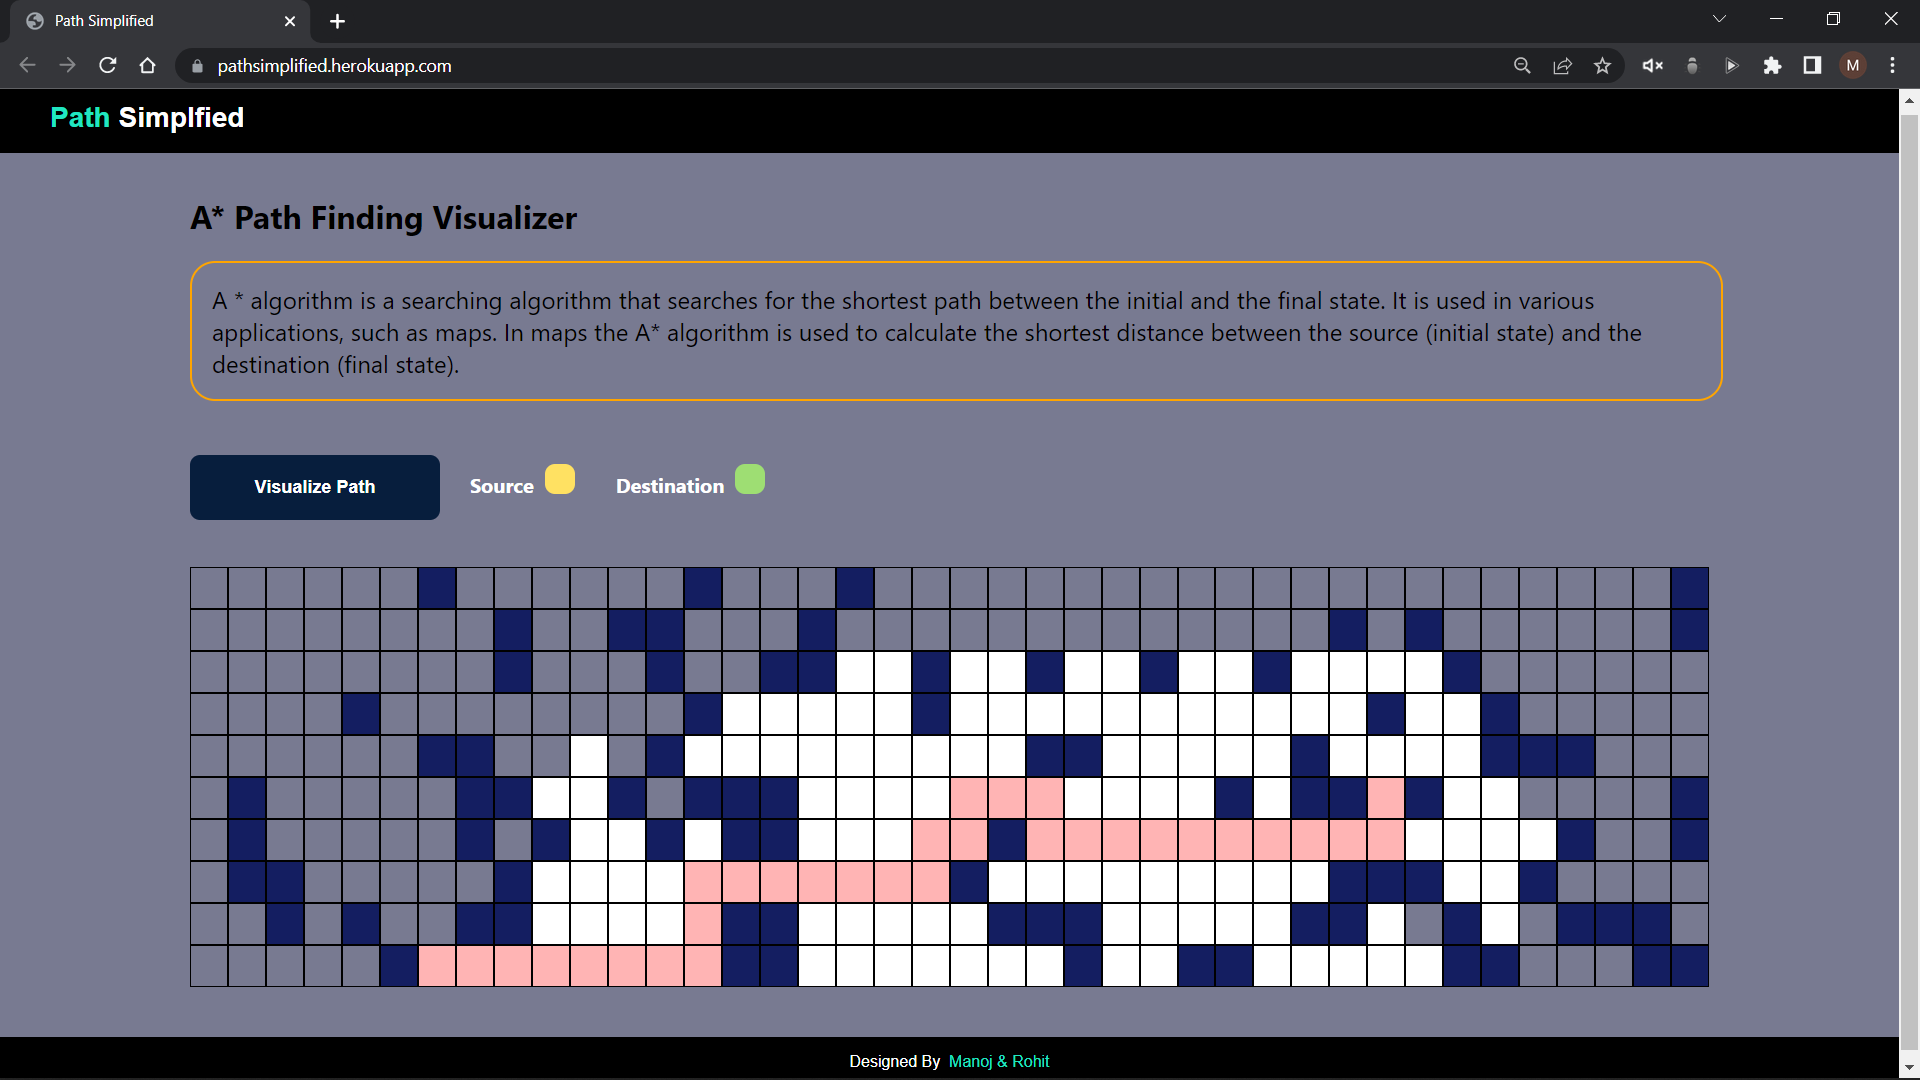 Path Simplified
pathsimplified.herokuapp.com
M
Path Simplfied
A* Path Finding Visualizer
A * algorithm is a searching algorithm that searches for the shortest path between the initial and the final state. It is used in various
applications, such as maps. In maps the A* algorithm is used to calculate the shortest distance between the source (initial state) and the
destination (final state).
Visualize Path
Source
Destination
Designed By Manoj & Rohit